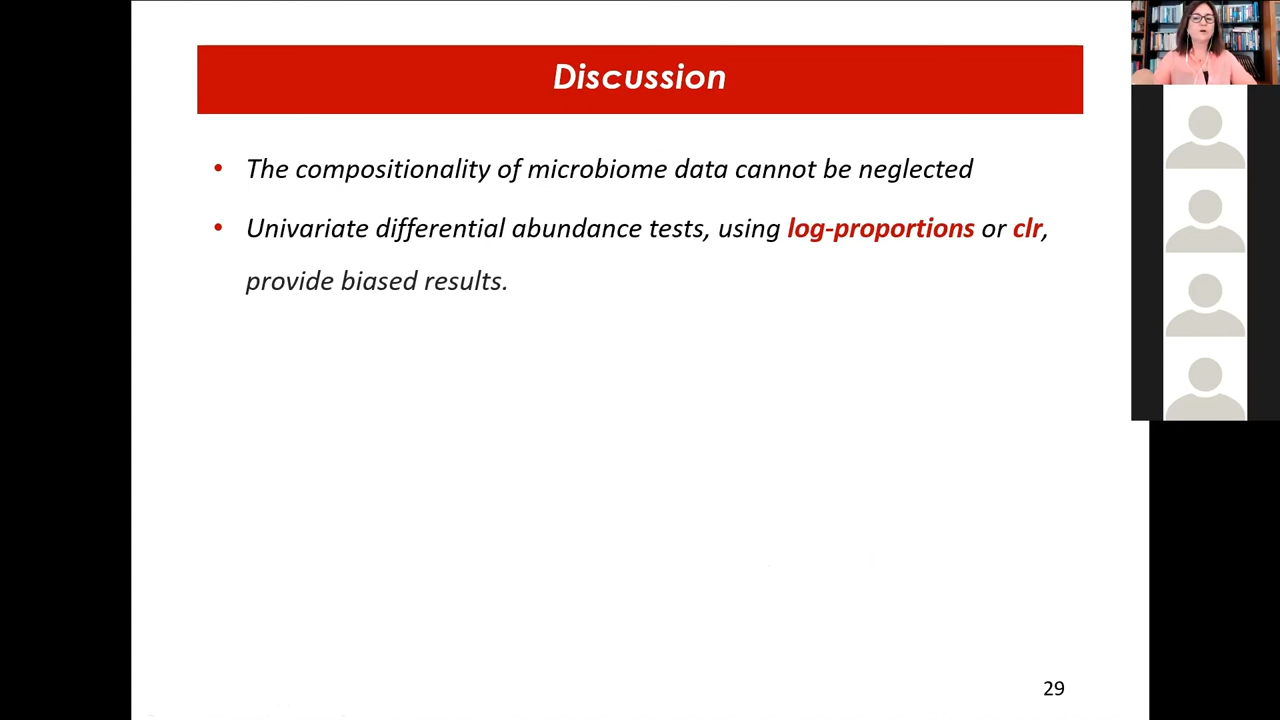 Discussion
• The compositionality of microbiome data cannot be neglected
• Univariate differential abundance tests, using log-proportions or clr,
provide biased results.
29